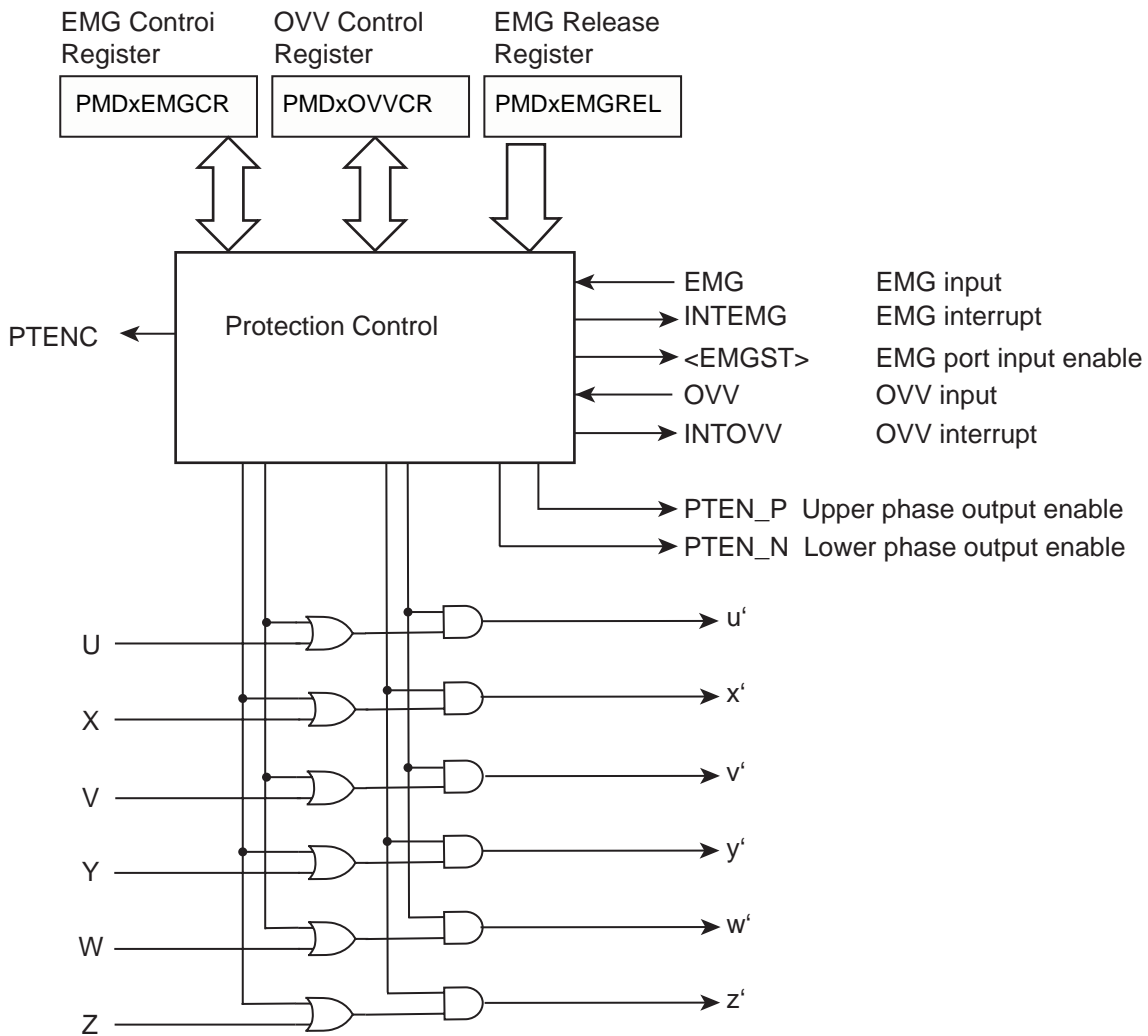 EMG Controi
Register
OVV Control
Register
EMG Release
Register
PMDxEMGCR
PMDxOVVCR
PMDxEMGREL
Protection Control
PTENC
EMG EMG input
INTEMG EMG interrupt
<EMGST> EMG port input enable
OVV OVV input
INTOVV OVV interrupt
PTEN_P Upper phase output enable
PTEN_N Lower phase output enable
U u‘
X x‘
V v‘
Y y‘
W w‘
Z z‘